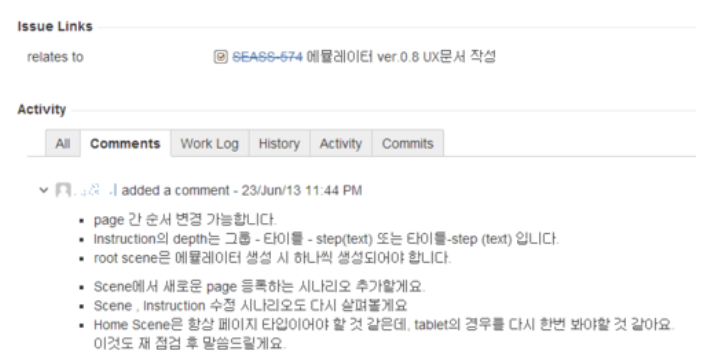 Issue Links
relates to SEASS-574 에뮬레이터 ver.0.8 UX문서 작성
Activity
All Comments Work Log History Activity Commits
added a comment - 23/Jun/13 11:44 PM
page 간 순서 변경 가능합니다.
Instruction의 depth는 그룹 - 타이틀 - step(text) 또는 타이틀-step (text) 입니다.
root scene은 에뮬레이터 생성 시 하나씩 생성되어야 합니다.
Scene에서 새로운 page 등록하는 시나리오 추가할게요.
Scene , Instruction 수정 시나리오도 다시 살펴볼게요
Home Scene은 항상 페이지 타입이어야 할 것 같은데, tablet의 경우를 다시 한번 봐야할 것 같아요.
이것도 재 점검 후 말씀드릴게요.